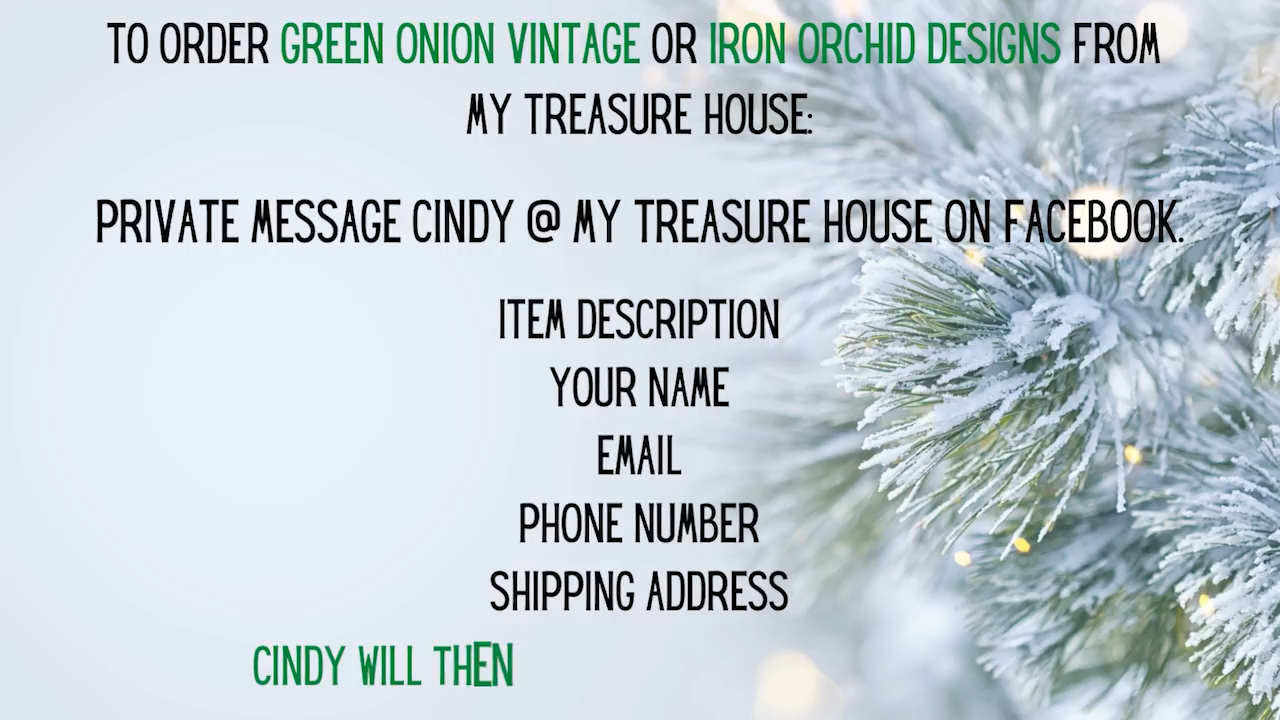 TO ORDER GREEN ONION VINTAGE OR IRON ORCHID DESIGNS FROM
MY TREASURE HOUSE:
PRIVATE MESSAGE CINDY @ MY TREASURE HOUSE ON FACEBOOK.
ITEM DESCRIPTION
YOUR NAME
EMAIL
PHONE NUMBER
SHIPPING ADDRESS
CINDY WILL THEN